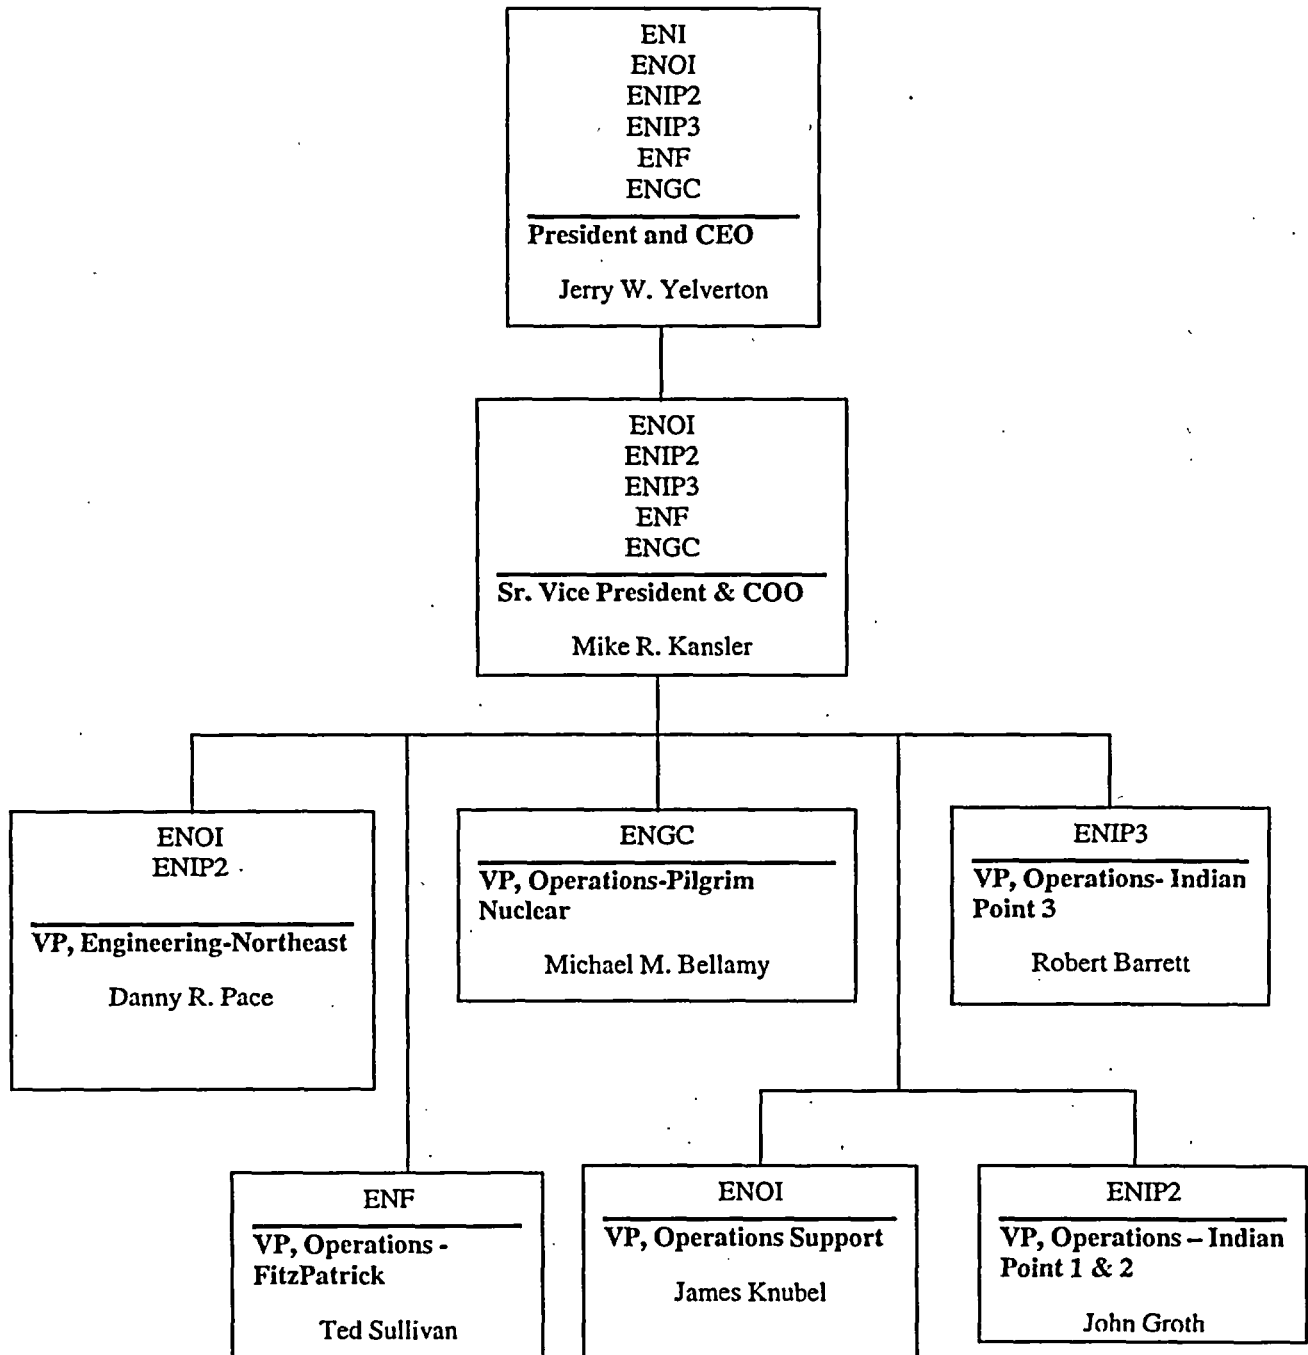 ENI
ENOI
ENIP2
ENIP3
ENF
ENGC
President and CEO
Jerry W. Yelverton
ENOI
ENIP2
ENIP3
ENF
ENGC
Sr. Vice President & COO
Mike R. Kansler
ENOI
ENIP2
VP, Engineering-Northeast
Danny R. Pace
ENGC
VP, Operations-Pilgrim
Nuclear
Michael M. Bellamy
ENIP3
VP, Operations- Indian
Point 3
Robert Barrett
ENF
VP, Operations -
FitzPatrick
Ted Sullivan
ENOI
VP, Operations Support
James Knubel
ENIP2
VP, Operations – Indian
Point 1 & 2
John Groth